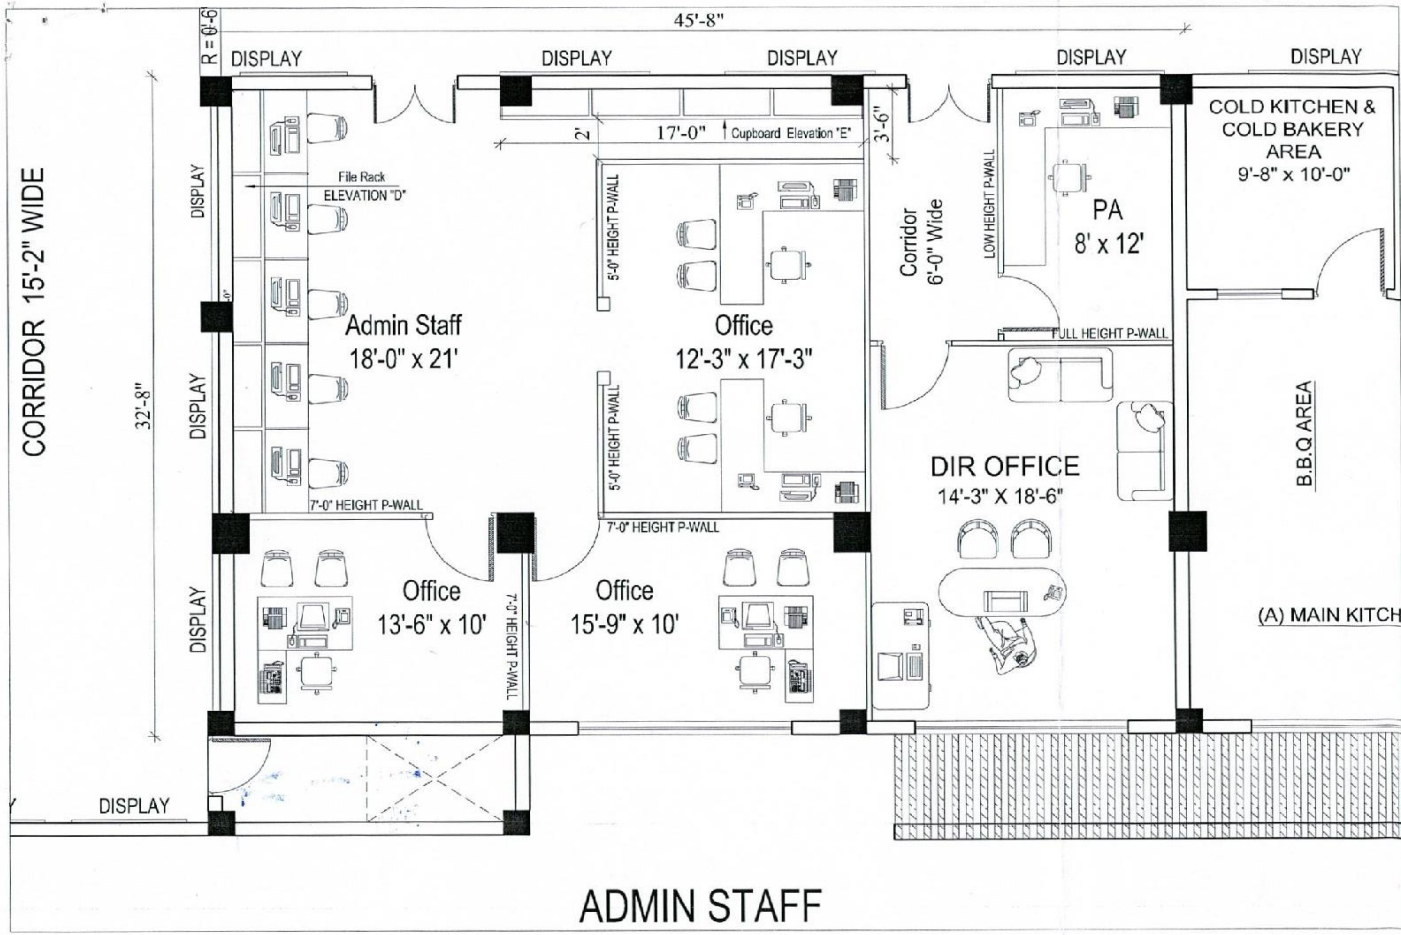 45'-8"
R = 0'-6
DISPLAY
DISPLAY
DISPLAY
DISPLAY
DISPLAY
CORRIDOR 15'-2" WIDE
32'-8"
DISPLAY
DISPLAY
DISPLAY
DISPLAY
File Rack
ELEVATION "D"
2'
17'-0"
Cupboard Elevation "E"
3'-6"
Admin Staff
18'-0" x 21'
5'-0" HEIGHT P-WALL
5'-0" HEIGHT P-WALL
Office
12'-3" x 17'-3"
Corridor
6'-0" Wide
LOW HEIGHT P-WALL
PA
8' x 12'
FULL HEIGHT P-WALL
COLD KITCHEN &
COLD BAKERY
AREA
9'-8" x 10'-0"
B.B.Q AREA
(A) MAIN KITCH
DIR OFFICE
14'-3" X 18'-6"
7'-0" HEIGHT P-WALL
7'-0" HEIGHT P-WALL
7'-0" HEIGHT P-WALL
Office
13'-6" x 10'
Office
15'-9" x 10'
ADMIN STAFF